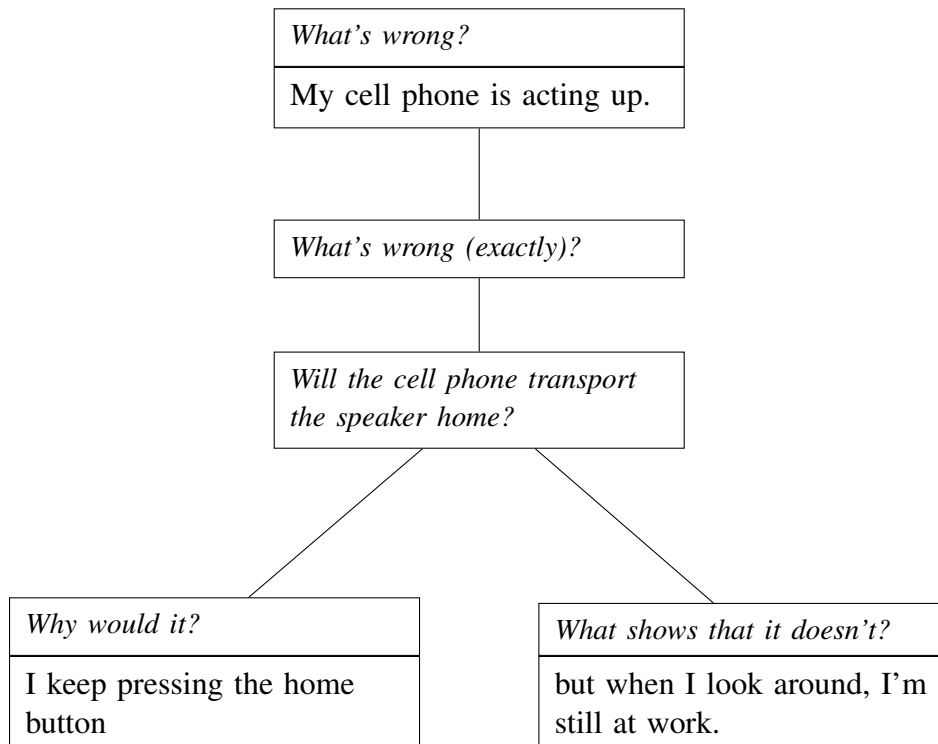 What's wrong?
My cell phone is acting up.
What's wrong (exactly)?
Will the cell phone transport
the speaker home?
Why would it?
I keep pressing the home
button
What shows that it doesn't?
but when I look around, I'm
still at work.